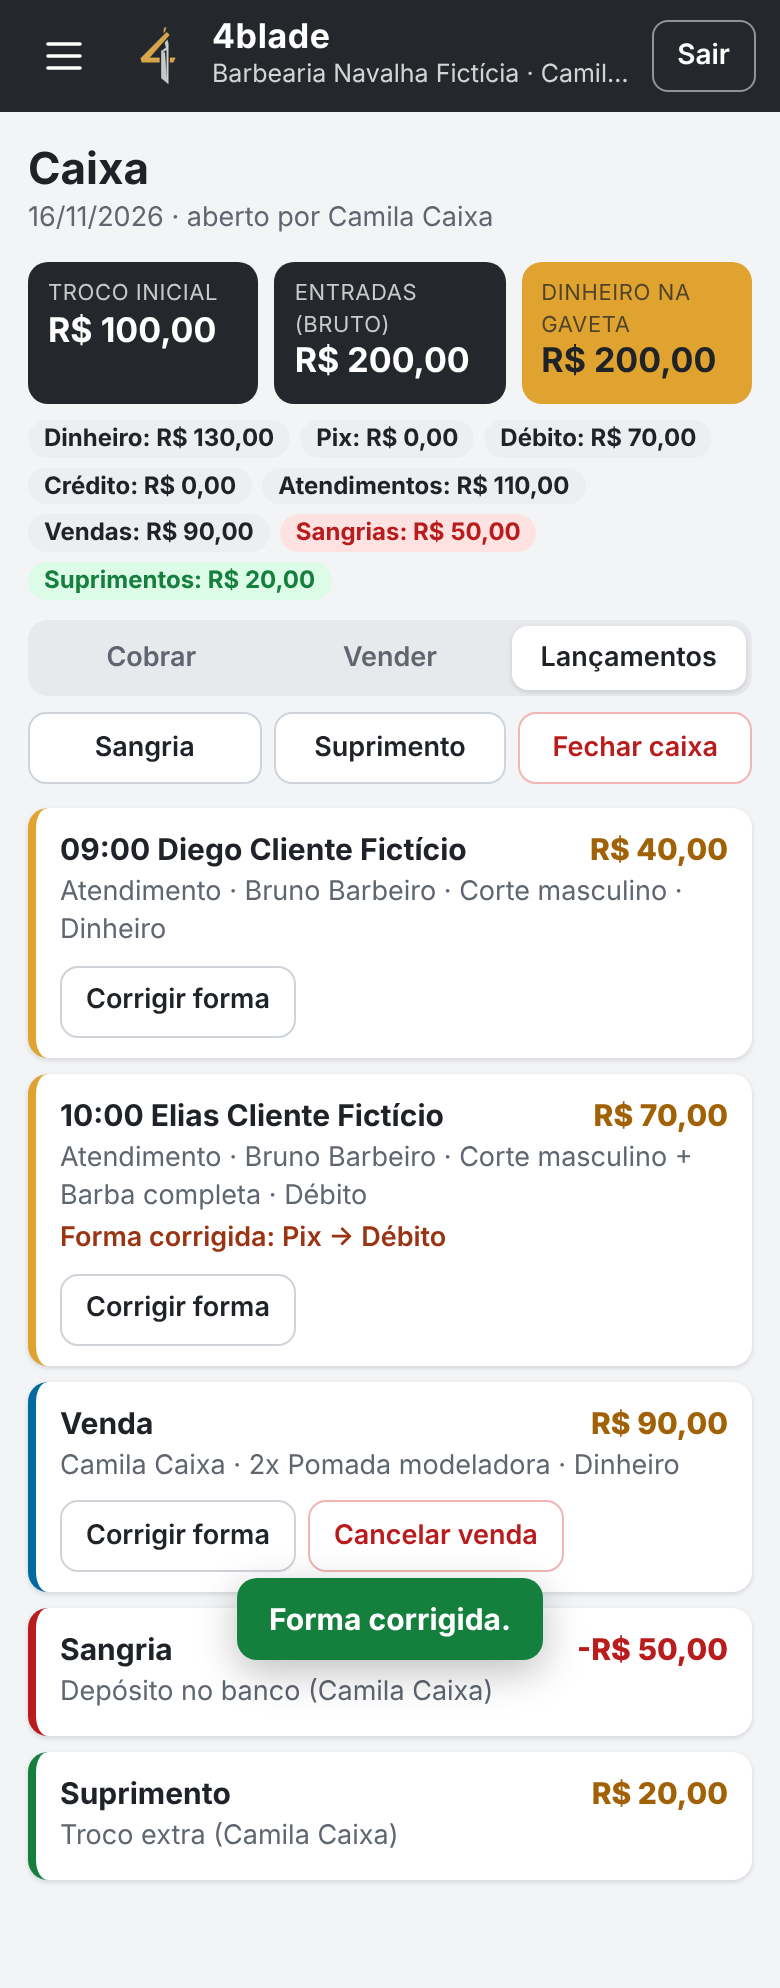 4blade
Barbearia Navalha Fictícia · Camil...
Sair
Caixa
16/11/2026 · aberto por Camila Caixa
TROCO INICIAL
R$ 100,00
ENTRADAS
(BRUTO)
R$ 200,00
DINHEIRO NA
GAVETA
R$ 200,00
Dinheiro: R$ 130,00
Pix: R$ 0,00
Débito: R$ 70,00
Crédito: R$ 0,00
Atendimentos: R$ 110,00
Vendas: R$ 90,00
Sangrias: R$ 50,00
Suprimentos: R$ 20,00
Cobrar
Vender
Lançamentos
Sangria
Suprimento
Fechar caixa
09:00 Diego Cliente Fictício
R$ 40,00
Atendimento · Bruno Barbeiro · Corte masculino ·
Dinheiro
Corrigir forma
10:00 Elias Cliente Fictício
R$ 70,00
Atendimento · Bruno Barbeiro · Corte masculino +
Barba completa · Débito
Forma corrigida: Pix → Débito
Corrigir forma
Venda
R$ 90,00
Camila Caixa · 2x Pomada modeladora · Dinheiro
Corrigir forma
Cancelar venda
Forma corrigida.
Sangria
-R$ 50,00
Depósito no banco (Camila Caixa)
Suprimento
R$ 20,00
Troco extra (Camila Caixa)